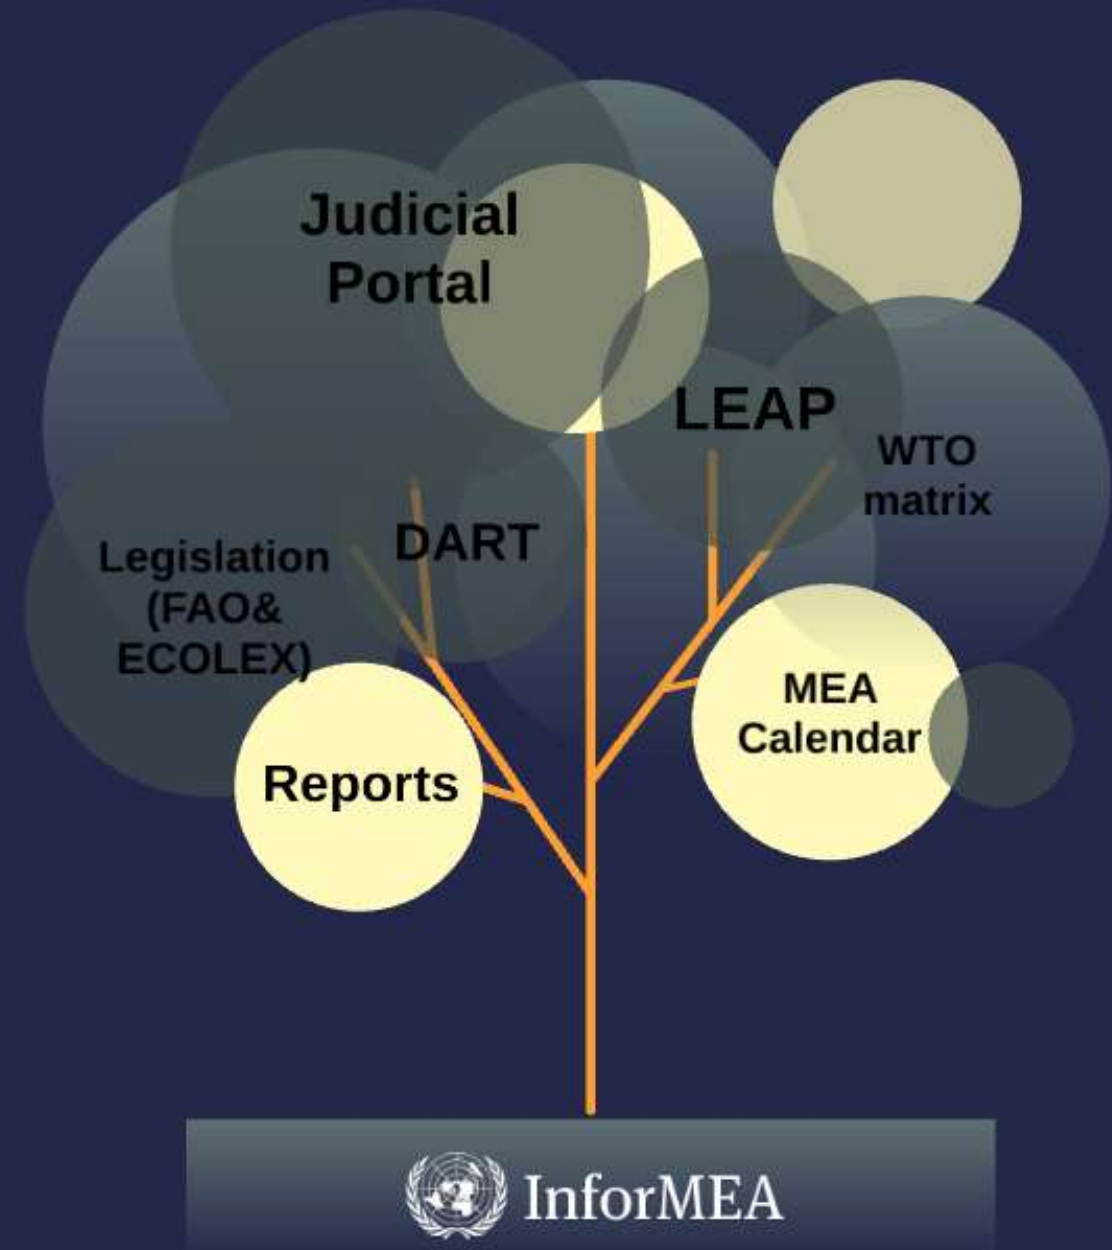 Judicial
Portal
LEAP
WTO
matrix
DART
Legislation
(FAO&
ECOLEX)
MEA
Calendar
Reports
InforMEA